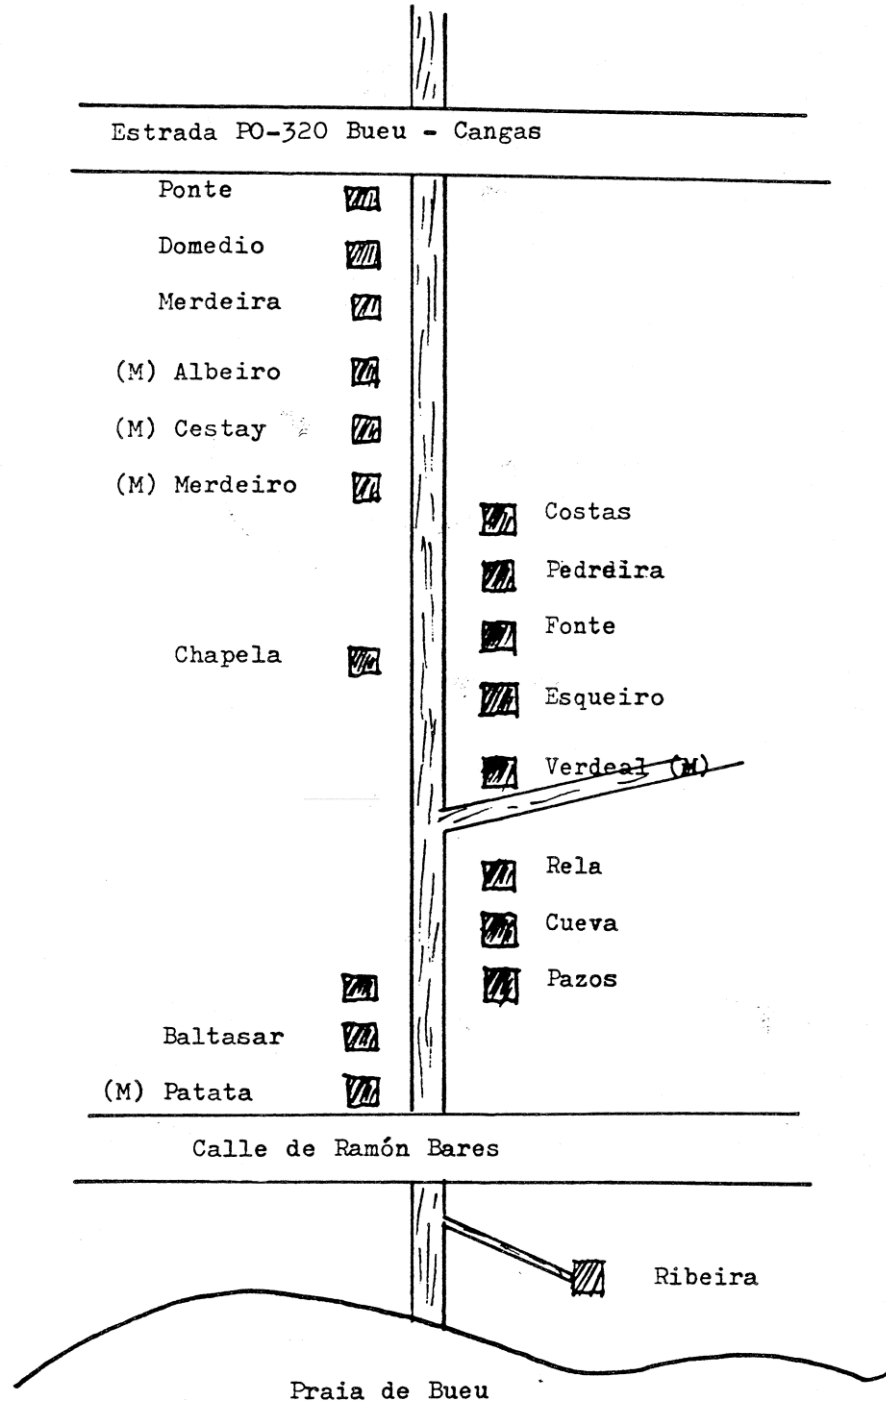 Estrada PO-320 Bueu - Cangas
Ponte
Domedio
Merdeira
(M) Albeiro
(M) Cestay
(M) Merdeiro
Costas
Pedreira
Fonte
Chapela
Esqueiro
Verdeal (M)
Rela
Cueva
Pazos
Baltasar
(M) Patata
Calle de Ramón Bares
Ribeira
Praia de Bueu